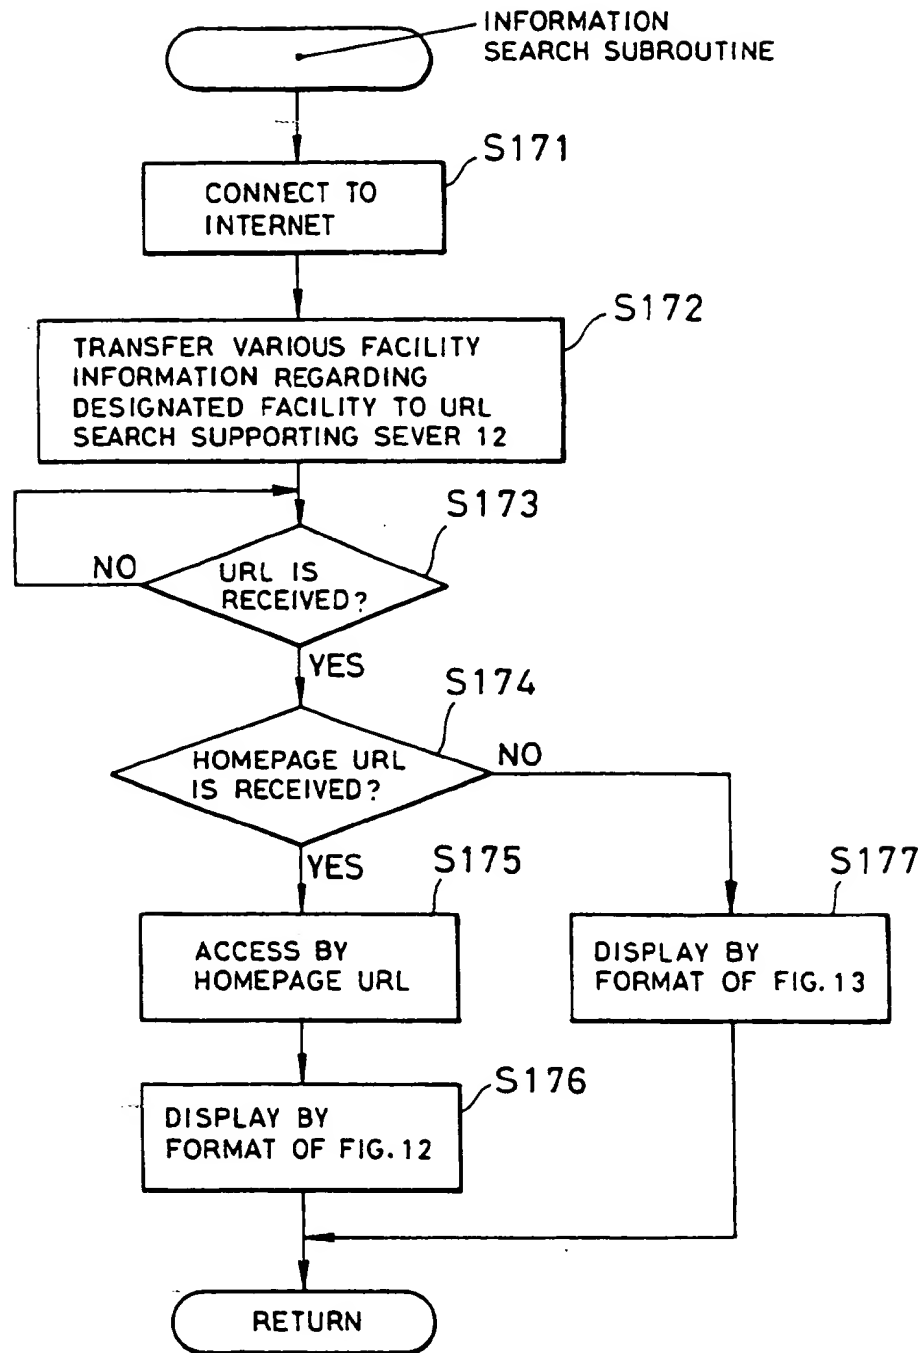 INFORMATION
SEARCH SUBROUTINE
S171
CONNECT TO
INTERNET
S172
TRANSFER VARIOUS FACILITY
INFORMATION REGARDING
DESIGNATED FACILITY TO URL
SEARCH SUPPORTING SEVER 12
S173
NO
URL IS
RECEIVED?
YES
S174
HOMEPAGE URL
IS RECEIVED?
NO
YES
S175
S177
ACCESS BY
HOMEPAGE URL
DISPLAY BY
FORMAT OF FIG.13
S176
DISPLAY BY
FORMAT OF FIG.12
RETURN